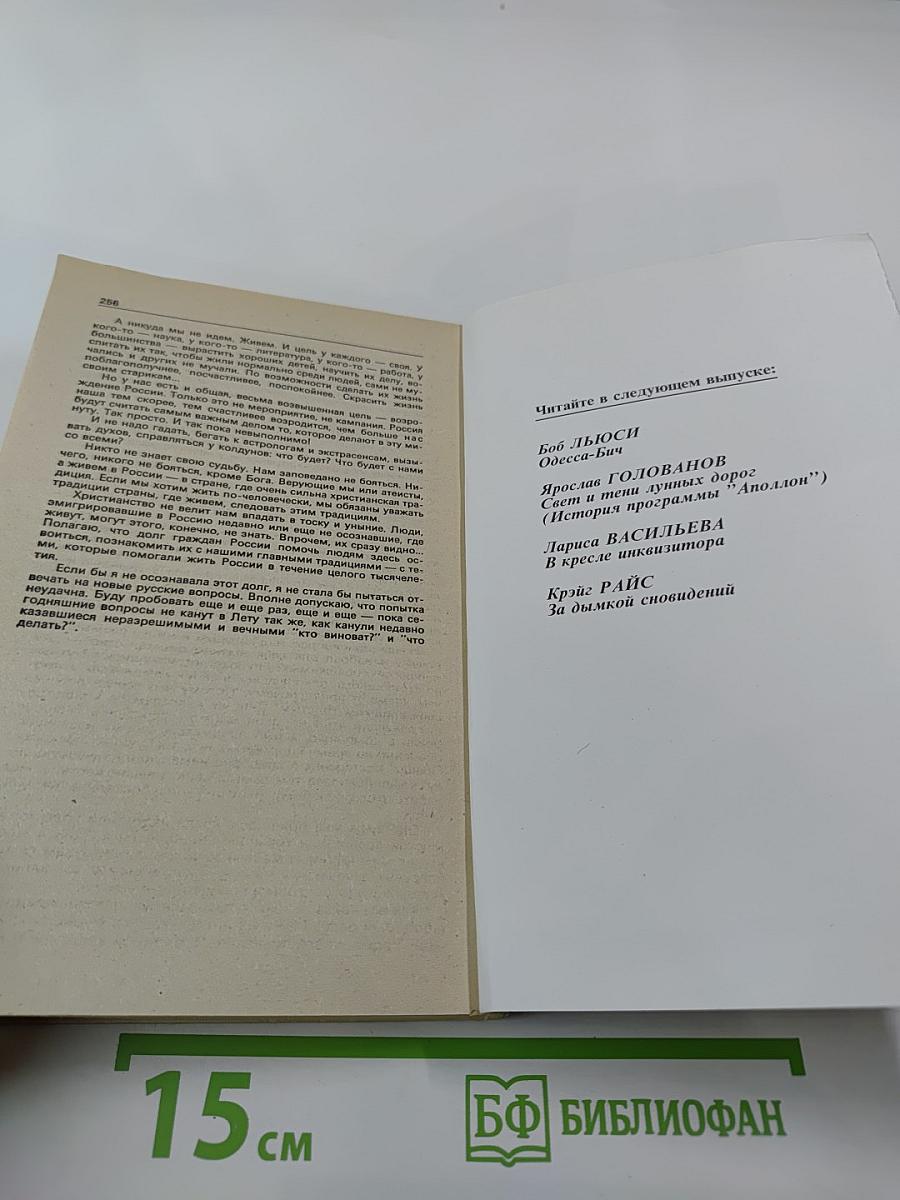 256
А никуда мы не идем. Живем. И цель у каждого — своя, у
кого-то — наука, у кого-то — литература, у кого-то — работа, у
большинства — вырастить хороших детей, научить их делу, во-
спитать их так, чтобы жили нормально среди людей, сами не му-
чались и других не мучали. По возможности сделать их жизнь
поблагополучнее, посчастливее, поспокойнее. Скрасить жизнь
своим старикам...
Но у нас есть и общая, весьма возвышенная цель — возро-
ждение России. Только это не мероприятие, не кампания. Россия
наша тем скорее, тем счастливее возродится, чем больше нас
будут считать самым важным делом то, которое делают в эту ми-
нуту. Так просто. И так пока невыполнимо!
И не надо гадать, бегать к астрологам и экстрасенсам, вызы-
вать духов, справляться у колдунов: что будет? Что будет с нами
со всеми?
Никто не знает свою судьбу. Нам заповедано не бояться. Ни-
чего, никого не бояться, кроме Бога. Верующие мы или атеисты,
а живем в России — в стране, где очень сильна христианская тра-
диция. Если мы хотим жить по-человечески, мы обязаны уважать
традиции страны, где живем, следовать этим традициям.
Христианство не велит нам впадать в тоску и уныние. Люди,
эмигрировавшие в Россию недавно или еще не осознавшие, где
живут, могут этого, конечно, не знать. Впрочем, их сразу видно...
Полагаю, что долг граждан России помочь людям здесь ос-
воиться, познакомить их с нашими главными традициями — с те-
ми, которые помогали жить России в течение целого тысячеле-
тия.
Если бы я не осознавала этот долг, я не стала бы пытаться от-
вечать на новые русские вопросы. Вполне допускаю, что попытка
неудачна. Буду пробовать еще и еще раз, еще и еще — пока се-
годняшние вопросы не канут в Лету так же, как канули недавно
казавшиеся неразрешимыми и вечными "кто виноват?" и "что
делать?".
Читайте в следующем выпуске:
Боб ЛЬЮСИ
Одесса-Бич
Ярослав ГОЛОВАНОВ
Свет и тени лунных дорог
(История программы "Аполлон")
Лариса ВАСИЛЬЕВА
В кресле инквизитора
Крэйг РАЙС
За дымкой сновидений
15 см
БФ БИБЛИОФАН